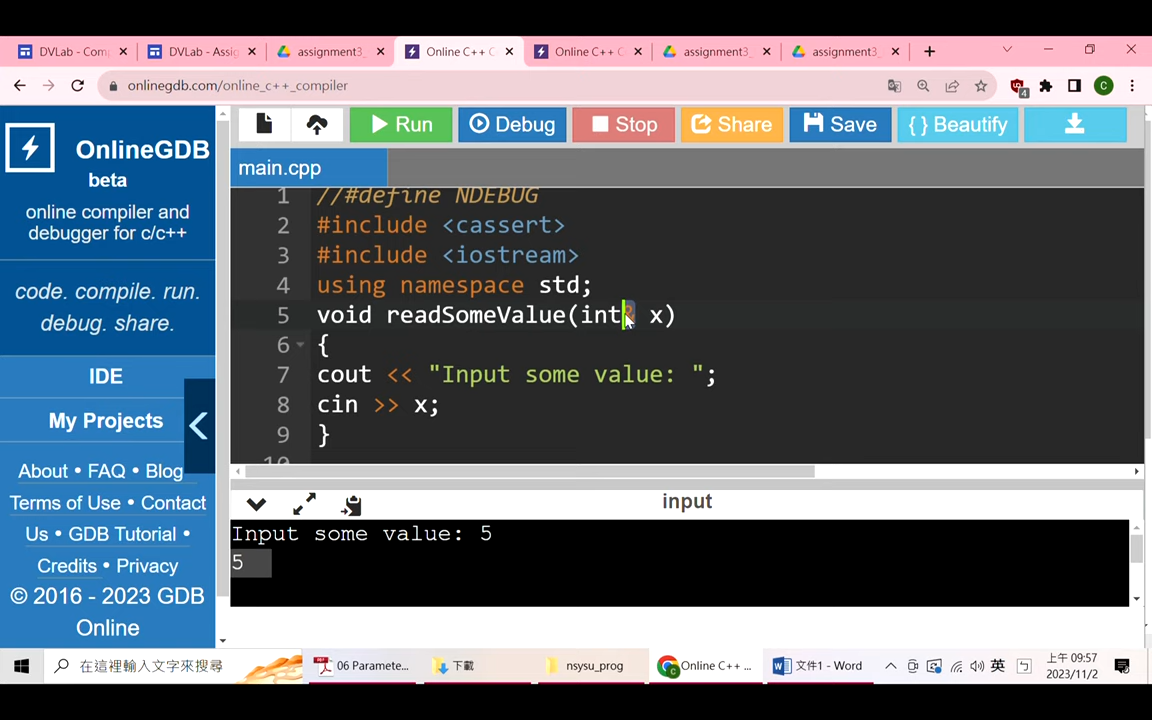 DVLab - Com
DVLab - Assig
assignment3_
Online C++ C
Online C++ C
assignment3_
assignment3_
onlinegdb.com/online_c++_compiler
4
C
OnlineGDB
beta
online compiler and
debugger for c/c++
code. compile. run.
debug. share.
IDE
My Projects
About • FAQ • Blog
Terms of Use • Contact
Us • GDB Tutorial •
Credits • Privacy
© 2016 - 2023 GDB
Online
Run
Debug
Stop
Share
Save
{ } Beautify
main.cpp
1 //#define NDEBUG
2 #include <cassert>
3 #include <iostream>
4 using namespace std;
5 void readSomeValue(int& x)
6 {
7 cout << "Input some value: ";
8 cin >> x;
9 }
10
input
Input some value: 5
5
在這裡輸入文字來搜尋
06 Paramete...
下載
nsysu_prog
Online C++ ...
文件1 - Word
英
上午 09:57
2023/11/2